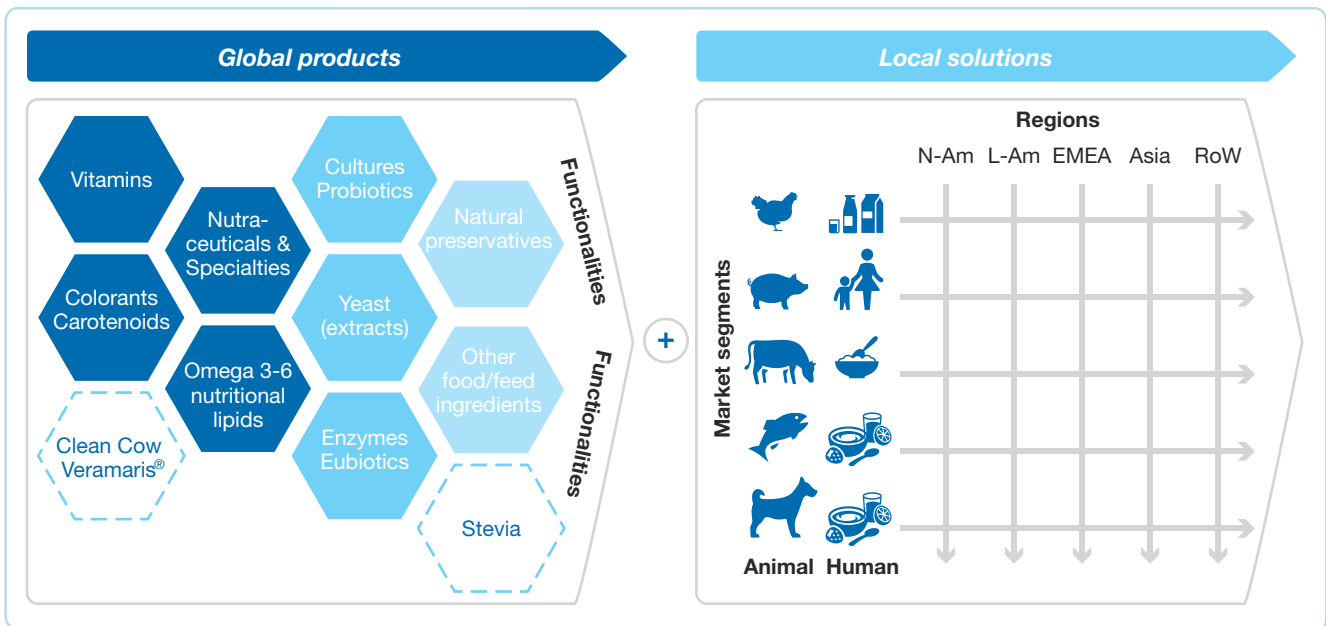 Global products
Local solutions
Vitamins
Colorants
Carotenoids
Clean Cow
Veramaris®
Nutra-
ceuticals &
Specialties
Omega 3-6
nutritional
lipids
Cultures
Probiotics
Yeast
(extracts)
Enzymes
Eubiotics
Natural
preservatives
Other
food/feed
ingredients
Stevia
Functionalities
Functionalities
+
Regions
N-Am L-Am EMEA Asia RoW
Market segments
Animal Human